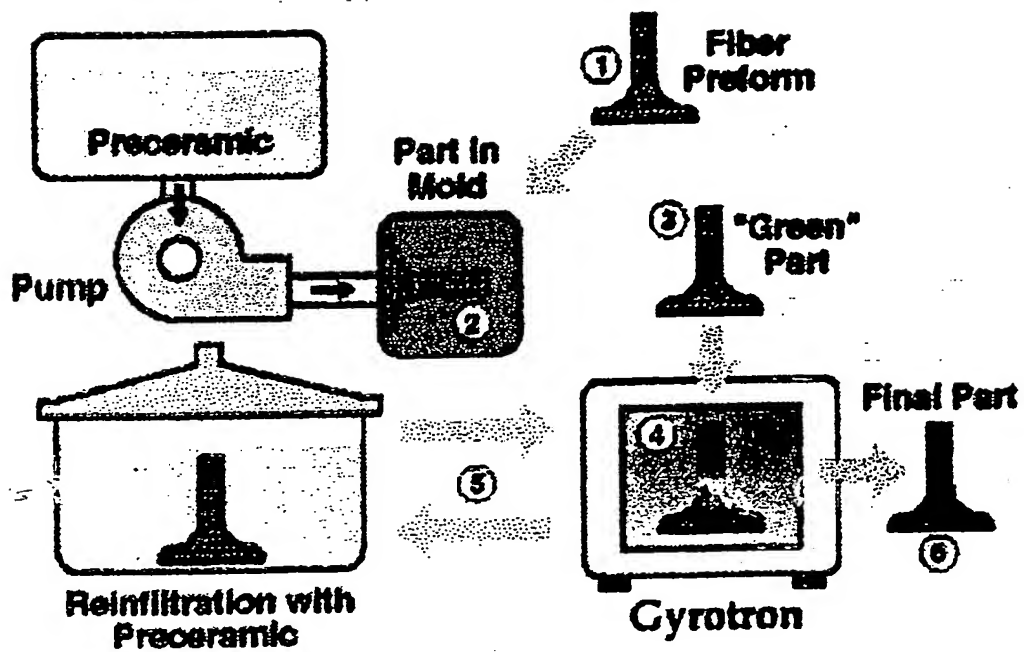 1
Fiber
Preform
Preceramic
Part in
Mold
3
"Green"
Part
Pump
2
Final Part
4
5
6
Reinfiltration with
Preceramic
Gyrotron